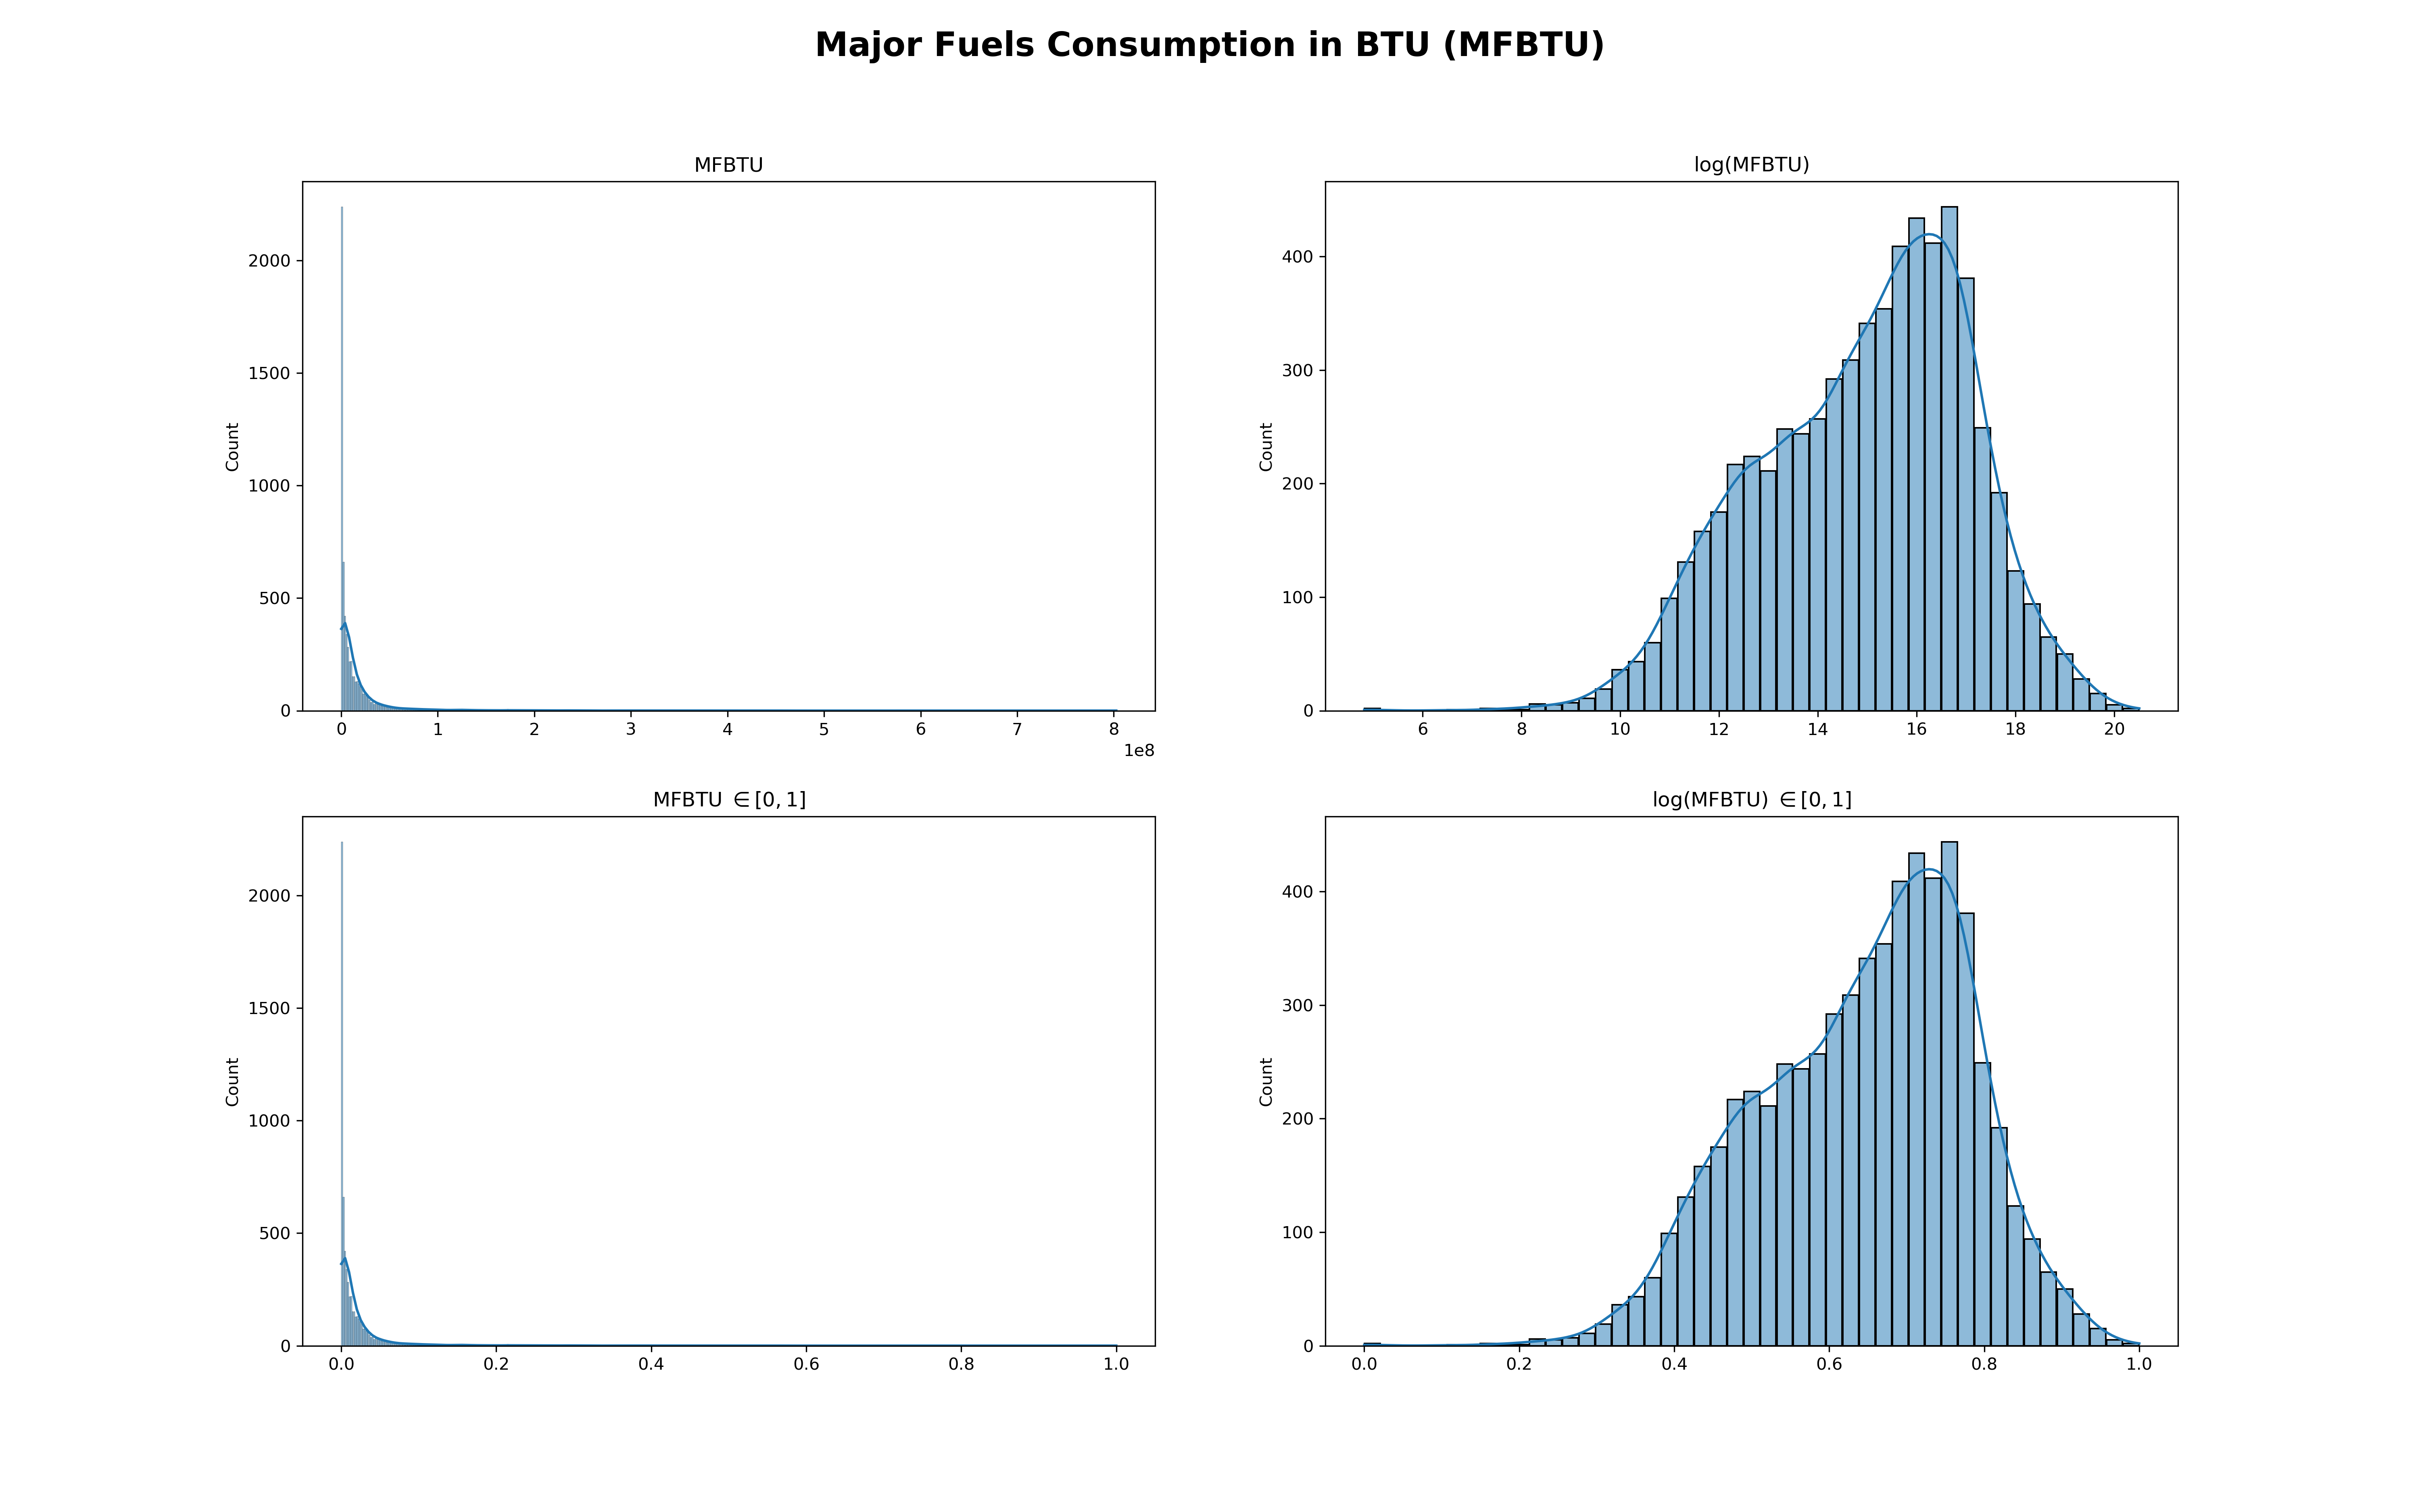 Major Fuels Consumption in BTU (MFBTU)
MFBTU
Count
2000
1500
1000
500
0
0 1 2 3 4 5 6 7 8
1e8
log(MFBTU)
Count
400
300
200
100
0
6 8 10 12 14 16 18 20
MFBTU ∈ [0, 1]
Count
2000
1500
1000
500
0
0.0 0.2 0.4 0.6 0.8 1.0
log(MFBTU) ∈ [0, 1]
Count
400
300
200
100
0
0.0 0.2 0.4 0.6 0.8 1.0